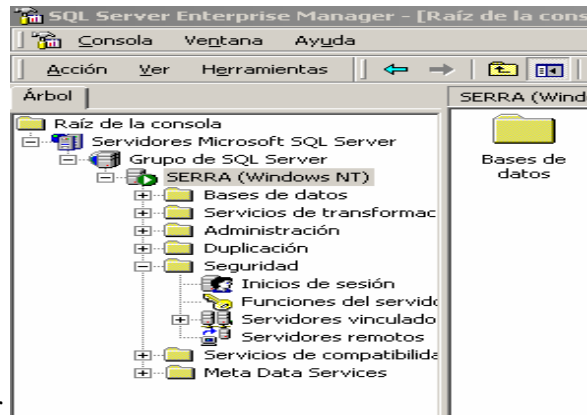 SQL Server Enterprise Manager - [Raíz de la cons
Consola Ventana Ayuda
Acción Ver Herramientas
Árbol
SERRA (Wind
Raíz de la consola
Servidores Microsoft SQL Server
Grupo de SQL Server
SERRA (Windows NT)
Bases de datos
Servicios de transformac
Administración
Duplicación
Seguridad
Inicios de sesión
Funciones del servido
Servidores vinculado
Servidores remotos
Servicios de compatibilida
Meta Data Services
Bases de
datos